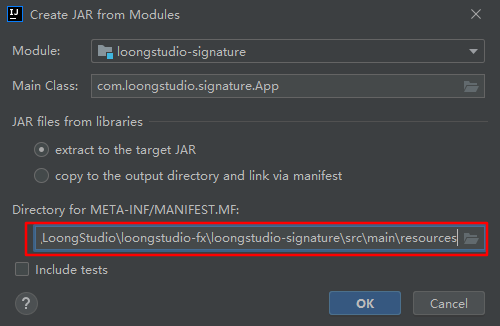 IJ Create JAR from Modules
Module: loongstudio-signature
Main Class: com.loongstudio.signature.App
JAR files from libraries
extract to the target JAR
copy to the output directory and link via manifest
Directory for META-INF/MANIFEST.MF:
LoongStudio\loongstudio-fx\loongstudio-signature\src\main\resources
Include tests
? OK Cancel